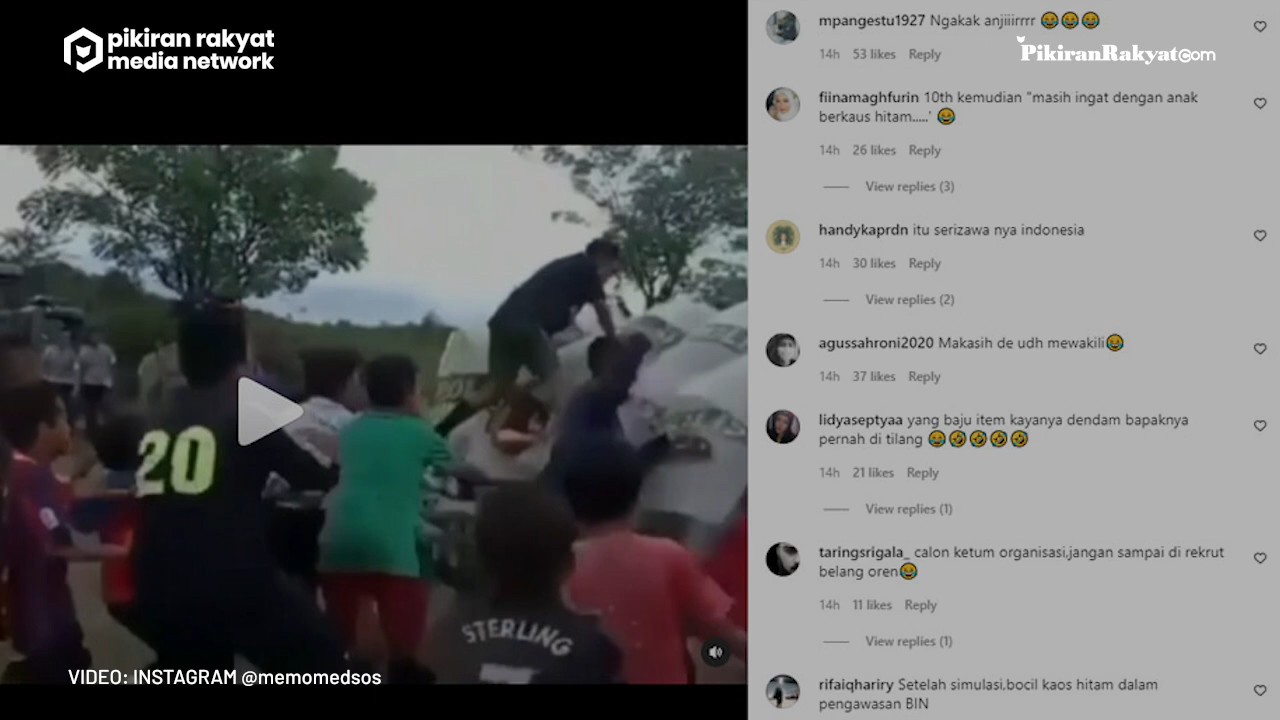 pikiran rakyat
media network
PikiranRakyat.com
20
STERLING
VIDEO: INSTAGRAM @memomedsos
mpangestu1927 Ngakak anjiiirrrr 😂😂😂
14h 53 likes Reply
fiinamaghfurin 10th kemudian "masih ingat dengan anak
berkaus hitam.....' 😂
14h 26 likes Reply
View replies (3)
handykaprdn itu serizawa nya indonesia
14h 30 likes Reply
View replies (2)
agussahroni2020 Makasih de udh mewakili😂
14h 37 likes Reply
lidyaseptyaa yang baju item kayanya dendam bapaknya
pernah di tilang 😂🤣🤣🤣🤣
14h 21 likes Reply
View replies (1)
taringsrigala_ calon ketum organisasi,jangan sampai di rekrut
belang oren😂
14h 11 likes Reply
View replies (1)
rifaiqhariry Setelah simulasi,bocil kaos hitam dalam
pengawasan BIN